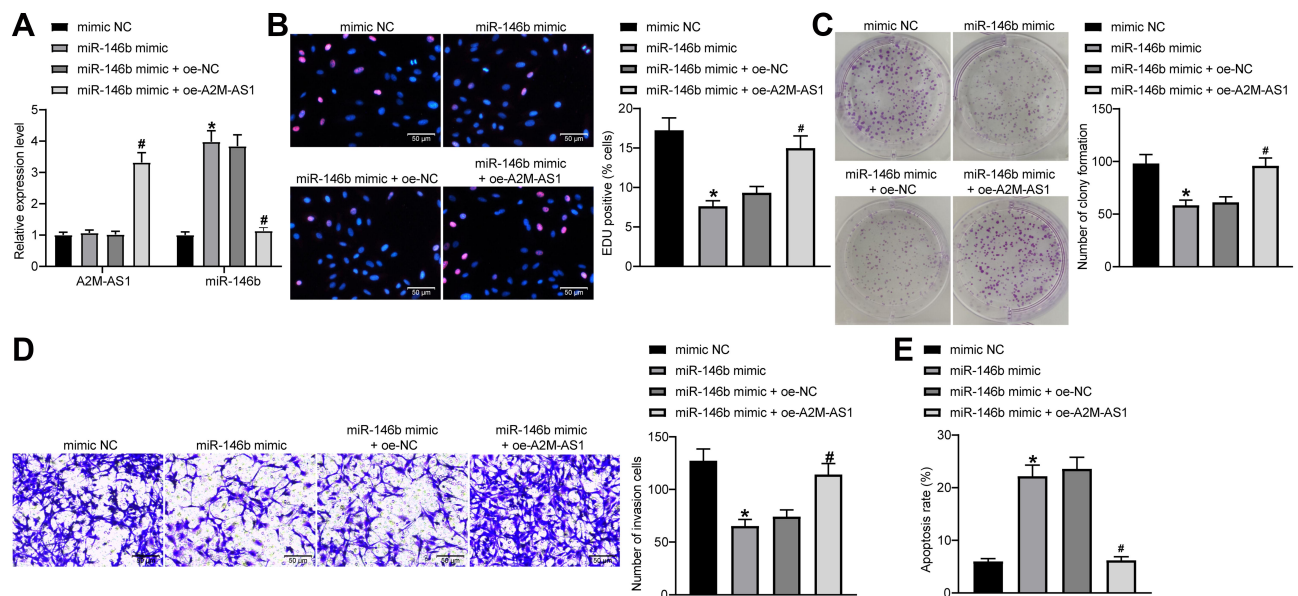 A
mimic NC
miR-146b mimic
miR-146b mimic + oe-NC
miR-146b mimic + oe-A2M-AS1
Relative expression level
5
4
3
2
1
0
#
*
#
A2M-AS1
miR-146b
B
mimic NC
miR-146b mimic
50 μm
50 μm
miR-146b mimic + oe-NC
miR-146b mimic
+ oe-A2M-AS1
50 μm
50 μm
mimic NC
miR-146b mimic
miR-146b mimic + oe-NC
miR-146b mimic + oe-A2M-AS1
EDU positive (% cells)
20
15
10
5
0
*
#
C
mimic NC
miR-146b mimic
miR-146b mimic
+ oe-NC
miR-146b mimic
+ oe-A2M-AS1
mimic NC
miR-146b mimic
miR-146b mimic + oe-NC
miR-146b mimic + oe-A2M-AS1
Number of clony formation
150
100
50
0
*
#
D
mimic NC
miR-146b mimic
miR-146b mimic
+ oe-NC
miR-146b mimic
+ oe-A2M-AS1
50 μm
50 μm
50 μm
50 μm
mimic NC
miR-146b mimic
miR-146b mimic + oe-NC
miR-146b mimic + oe-A2M-AS1
Number of invasion cells
150
100
50
0
*
#
E
mimic NC
miR-146b mimic
miR-146b mimic + oe-NC
miR-146b mimic + oe-A2M-AS1
Apoptosis rate (%)
30
20
10
0
*
#